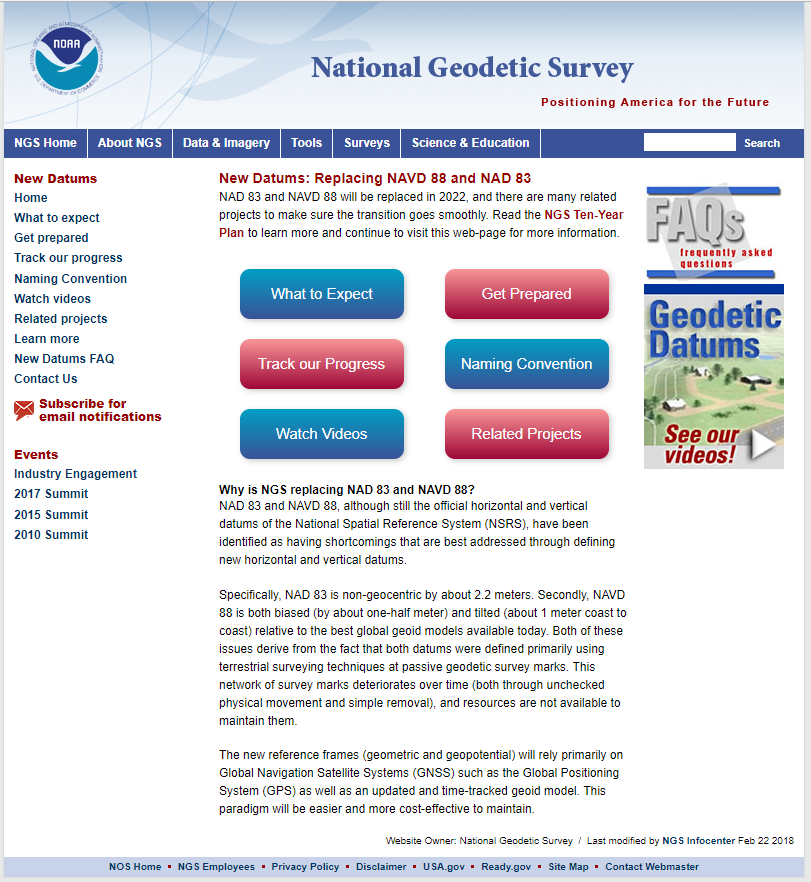 NOAA
NATIONAL OCEANIC AND ATMOSPHERIC ADMINISTRATION
U.S. DEPARTMENT OF COMMERCE
National Geodetic Survey
Positioning America for the Future
NGS Home About NGS Data & Imagery Tools Surveys Science & Education Search
New Datums
Home
What to expect
Get prepared
Track our progress
Naming Convention
Watch videos
Related projects
Learn more
New Datums FAQ
Contact Us
Subscribe for
email notifications
Events
Industry Engagement
2017 Summit
2015 Summit
2010 Summit
New Datums: Replacing NAVD 88 and NAD 83
NAD 83 and NAVD 88 will be replaced in 2022, and there are many related
projects to make sure the transition goes smoothly. Read the NGS Ten-Year
Plan to learn more and continue to visit this web-page for more information.
What to Expect Get Prepared
Track our Progress Naming Convention
Watch Videos Related Projects
Why is NGS replacing NAD 83 and NAVD 88?
NAD 83 and NAVD 88, although still the official horizontal and vertical
datums of the National Spatial Reference System (NSRS), have been
identified as having shortcomings that are best addressed through defining
new horizontal and vertical datums.
Specifically, NAD 83 is non-geocentric by about 2.2 meters. Secondly, NAVD
88 is both biased (by about one-half meter) and tilted (about 1 meter coast to
coast) relative to the best global geoid models available today. Both of these
issues derive from the fact that both datums were defined primarily using
terrestrial surveying techniques at passive geodetic survey marks. This
network of survey marks deteriorates over time (both through unchecked
physical movement and simple removal), and resources are not available to
maintain them.
The new reference frames (geometric and geopotential) will rely primarily on
Global Navigation Satellite Systems (GNSS) such as the Global Positioning
System (GPS) as well as an updated and time-tracked geoid model. This
paradigm will be easier and more cost-effective to maintain.
FAQs
frequently asked
questions
Geodetic
Datums
See our
videos!
Website Owner: National Geodetic Survey / Last modified by NGS Infocenter Feb 22 2018
NOS Home ▪ NGS Employees ▪ Privacy Policy ▪ Disclaimer ▪ USA.gov ▪ Ready.gov ▪ Site Map ▪ Contact Webmaster